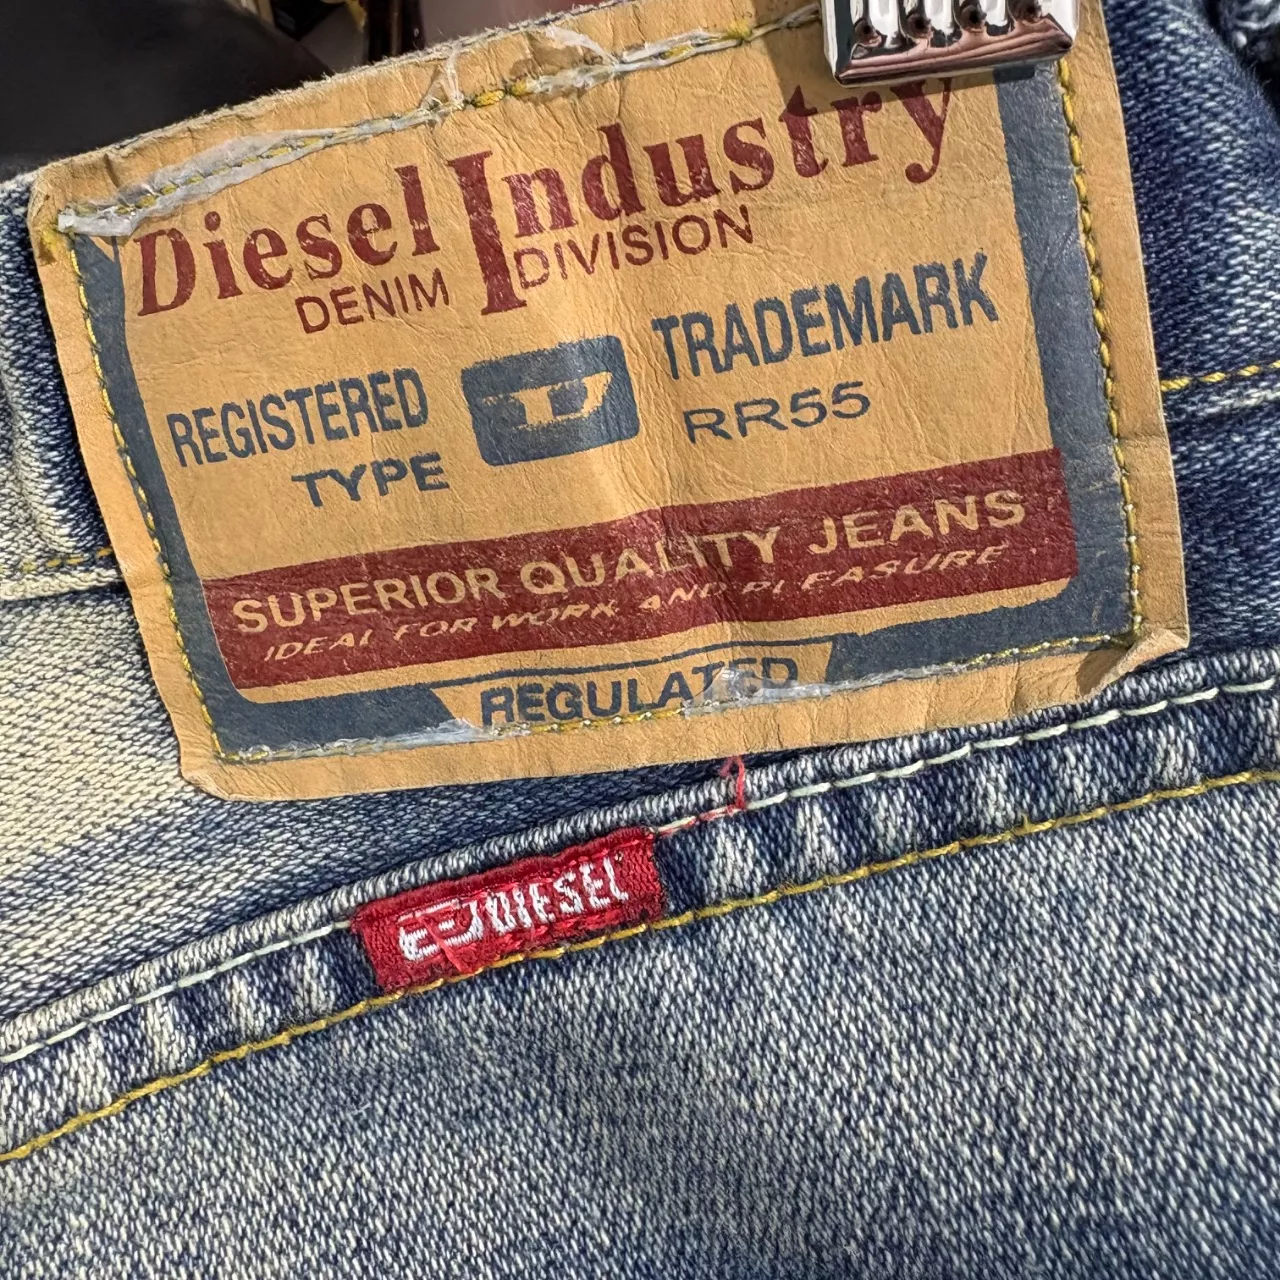 Diesel Industry
DENIM DIVISION
REGISTERED D TRADEMARK
TYPE RR55
SUPERIOR QUALITY JEANS
IDEAL FOR WORK AND PLEASURE
REGULATED
DIESEL